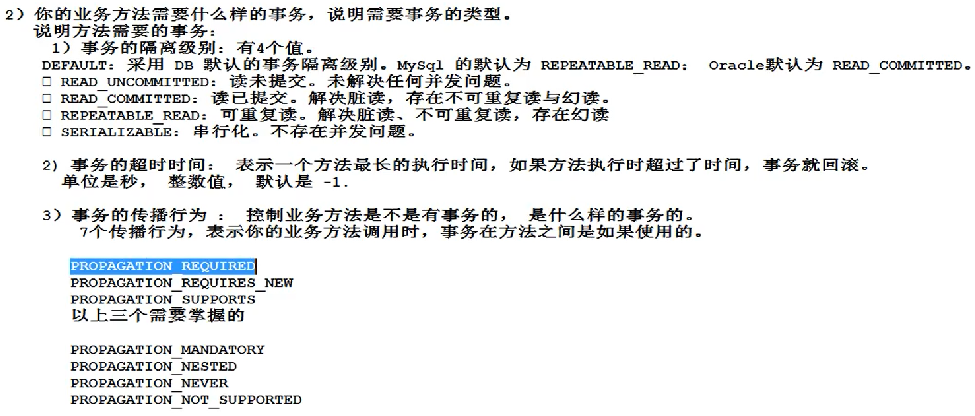 2）你的业务方法需要什么样的事务，说明需要事务的类型。
说明方法需要的事务：
1）事务的隔离级别：有4个值。
DEFAULT：采用 DB 默认的事务隔离级别。MySql 的默认为 REPEATABLE_READ； Oracle默认为 READ_COMMITTED。
□ READ_UNCOMMITTED：读未提交。未解决任何并发问题。
□ READ_COMMITTED：读已提交。解决脏读，存在不可重复读与幻读。
□ REPEATABLE_READ：可重复读。解决脏读、不可重复读，存在幻读
□ SERIALIZABLE：串行化。不存在并发问题。
2) 事务的超时时间： 表示一个方法最长的执行时间，如果方法执行时超过了时间，事务就回滚。
单位是秒， 整数值， 默认是 -1.
3）事务的传播行为 ： 控制业务方法是不是有事务的， 是什么样的事务的。
7个传播行为，表示你的业务方法调用时，事务在方法之间是如果使用的。
PROPAGATION_REQUIRED
PROPAGATION_REQUIRES_NEW
PROPAGATION_SUPPORTS
以上三个需要掌握的
PROPAGATION_MANDATORY
PROPAGATION_NESTED
PROPAGATION_NEVER
PROPAGATION_NOT_SUPPORTED